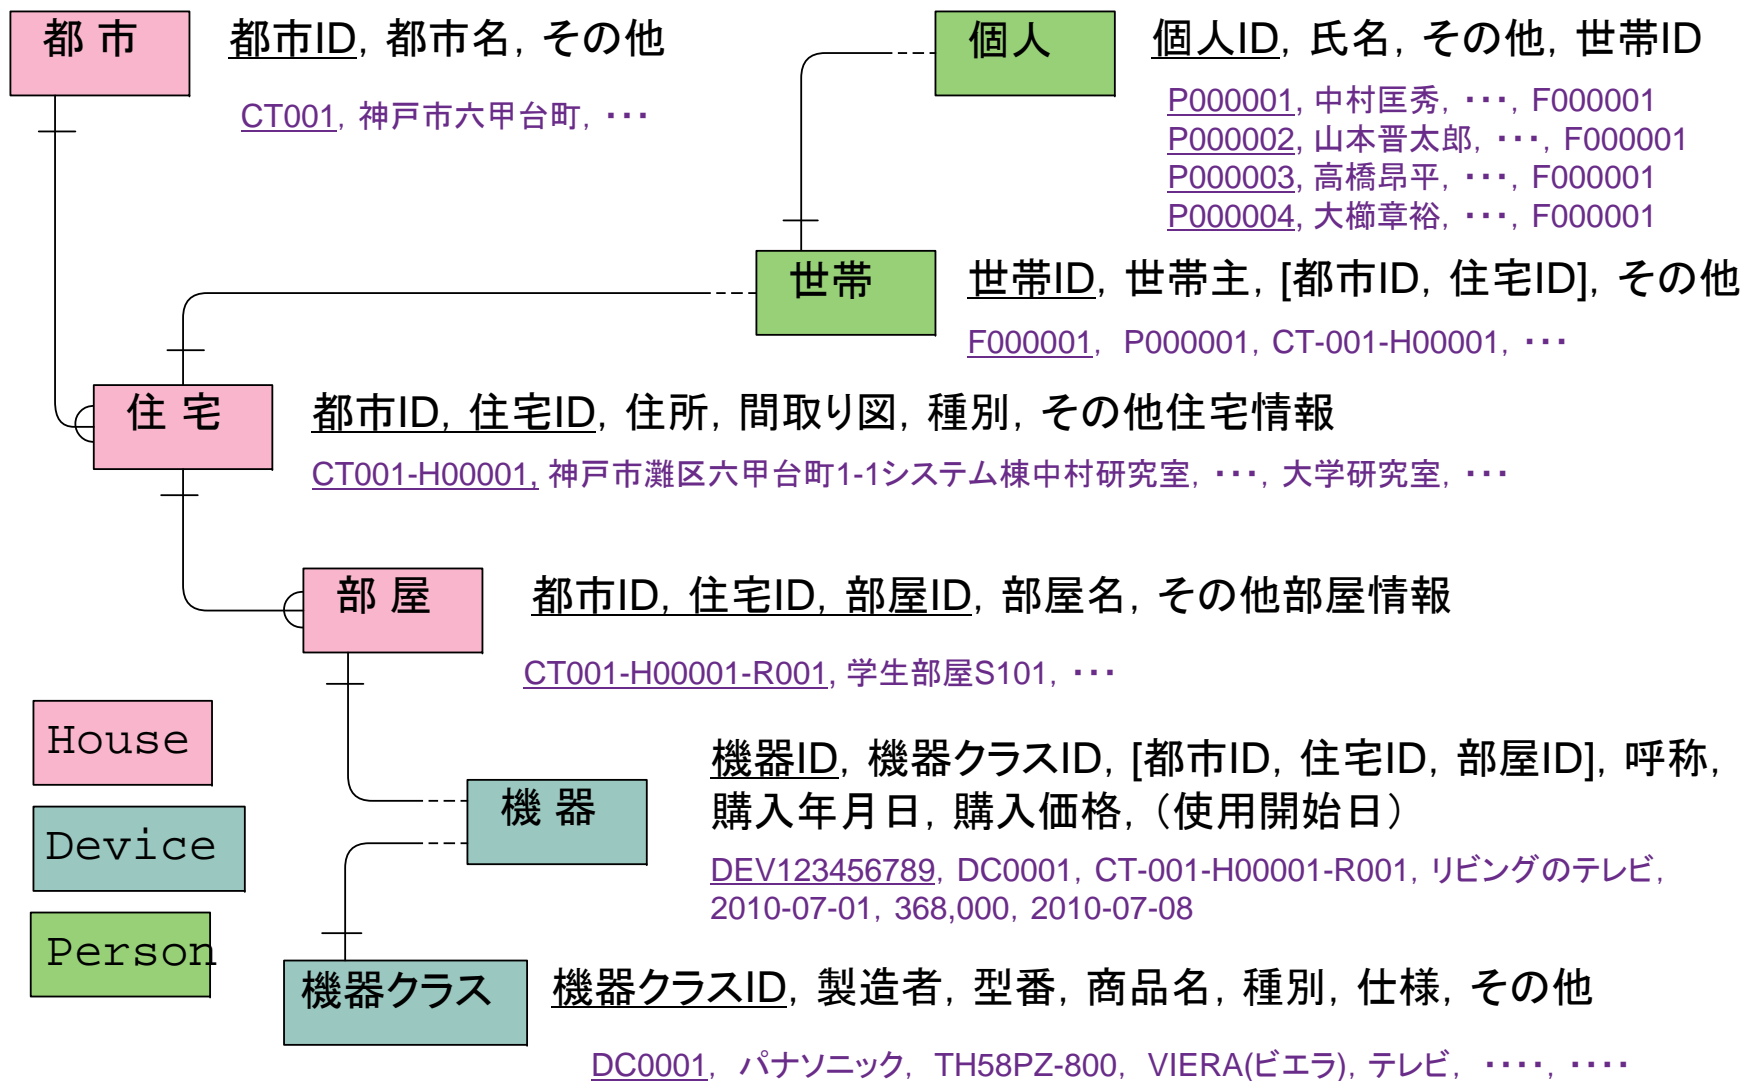 都 市
都市ID, 都市名, その他
CT001, 神戸市六甲台町, ・・・
個人
個人ID, 氏名, その他, 世帯ID
P000001, 中村匡秀, ・・・, F000001
P000002, 山本晋太郎, ・・・, F000001
P000003, 高橋昂平, ・・・, F000001
P000004, 大櫛章裕, ・・・, F000001
世帯
世帯ID, 世帯主, [都市ID, 住宅ID], その他
F000001, P000001, CT-001-H00001, ・・・
住 宅
都市ID, 住宅ID, 住所, 間取り図, 種別, その他住宅情報
CT001-H00001, 神戸市灘区六甲台町1-1システム棟中村研究室, ・・・, 大学研究室, ・・・
部 屋
都市ID, 住宅ID, 部屋ID, 部屋名, その他部屋情報
CT001-H00001-R001, 学生部屋S101, ・・・
House
Device
Person
機 器
機器ID, 機器クラスID, [都市ID, 住宅ID, 部屋ID], 呼称,
購入年月日, 購入価格, （使用開始日）
DEV123456789, DC0001, CT-001-H00001-R001, リビングのテレビ,
2010-07-01, 368,000, 2010-07-08
機器クラス
機器クラスID, 製造者, 型番, 商品名, 種別, 仕様, その他
DC0001, パナソニック, TH58PZ-800, VIERA(ビエラ), テレビ, ・・・・, ・・・・